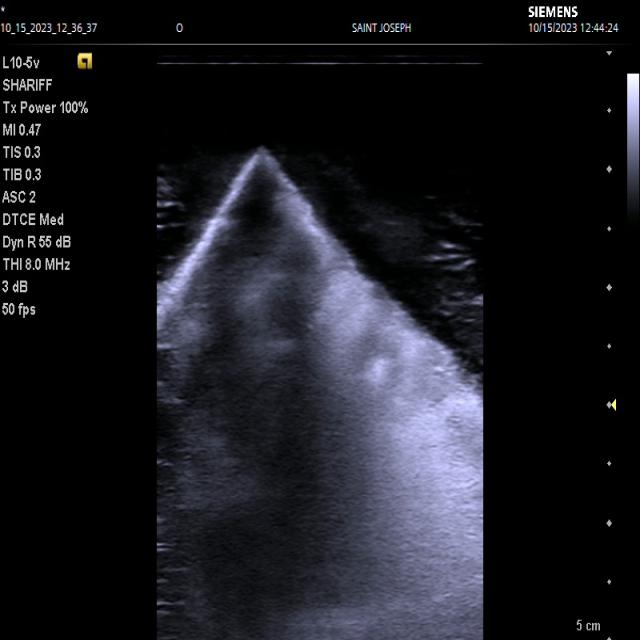 *
SIEMENS
10_15_2023_12_36_37 O SAINT JOSEPH 10/15/2023 12:44:24
L10-5v
SHARIFF
Tx Power 100%
MI 0.47
TIS 0.3
TIB 0.3
ASC 2
DTCE Med
Dyn R 55 dB
THI 8.0 MHz
3 dB
50 fps
5 cm